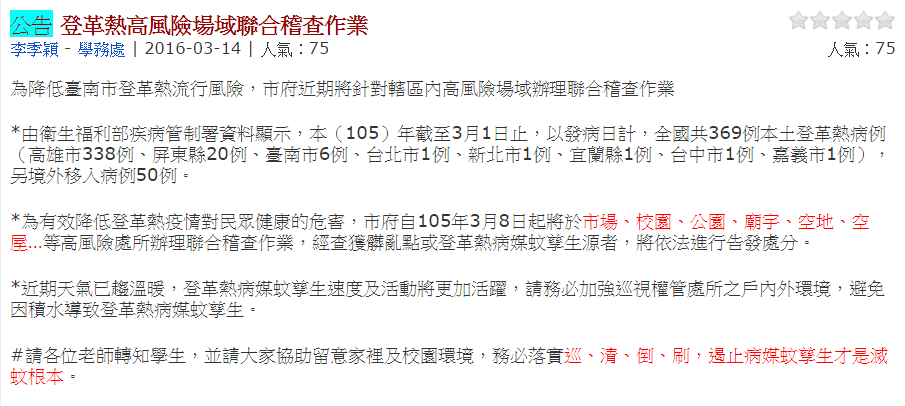 公告 登革熱高風險場域聯合稽查作業
李季穎 - 學務處 | 2016-03-14 | 人氣：75 人氣：75
為降低臺南市登革熱流行風險，市府近期將針對轄區內高風險場域辦理聯合稽查作業
*由衛生福利部疾病管制署資料顯示，本（105）年截至3月1日止，以發病日計，全國共369例本土登革熱病例
（高雄市338例、屏東縣20例、臺南市6例、台北市1例、新北市1例、宜蘭縣1例、台中市1例、嘉義市1例），
另境外移入病例50例。
*為有效降低登革熱疫情對民眾健康的危害，市府自105年3月8日起將於市場、校園、公園、廟宇、空地、空
屋...等高風險處所辦理聯合稽查作業，經查獲髒亂點或登革熱病媒蚊孳生源者，將依法進行告發處分。
*近期天氣已趨溫暖，登革熱病媒蚊孳生速度及活動將更加活躍，請務必加強巡視權管處所之戶內外環境，避免
因積水導致登革熱病媒蚊孳生。
#請各位老師轉知學生，並請大家協助留意家裡及校園環境，務必落實巡、清、倒、刷，遏止病媒蚊孳生才是滅
蚊根本。